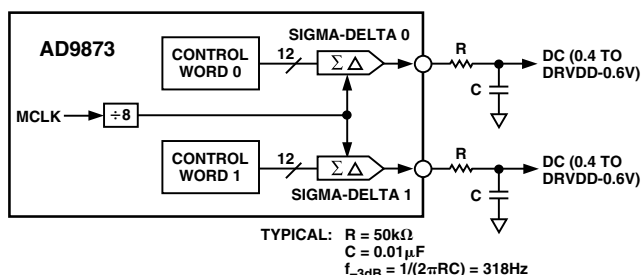 AD9873
CONTROL
WORD 0
12
SIGMA-DELTA 0
Σ Δ
R
C
DC (0.4 TO
DRVDD-0.6V)
MCLK
÷8
CONTROL
WORD 1
12
Σ Δ
SIGMA-DELTA 1
R
C
DC (0.4 TO
DRVDD-0.6V)
TYPICAL: R = 50kΩ
C = 0.01μF
f–3dB = 1/(2πRC) = 318Hz